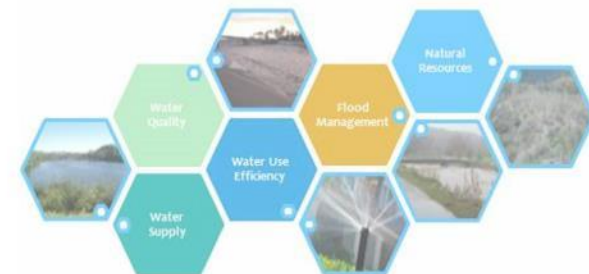 Natural
Resources
Water
Quality
Flood
Management
Water Use
Efficiency
Water
Supply